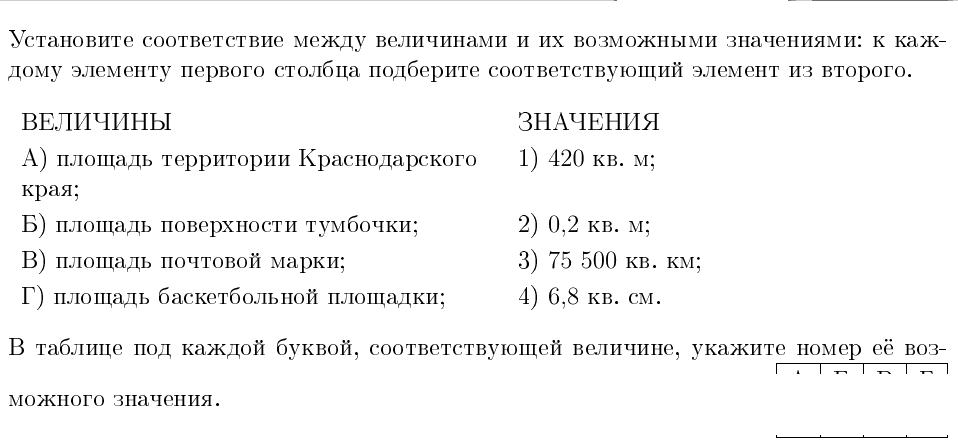 Установите соответствие между величинами и их возможными значениями: к каж-
дому элементу первого столбца подберите соответствующий элемент из второго.
ВЕЛИЧИНЫ ЗНАЧЕНИЯ
А) площадь территории Краснодарского 1) 420 кв. м;
края;
Б) площадь поверхности тумбочки; 2) 0,2 кв. м;
В) площадь почтовой марки; 3) 75 500 кв. км;
Г) площадь баскетбольной площадки; 4) 6,8 кв. см.
В таблице под каждой буквой, соответствующей величине, укажите номер её воз-
можного значения.